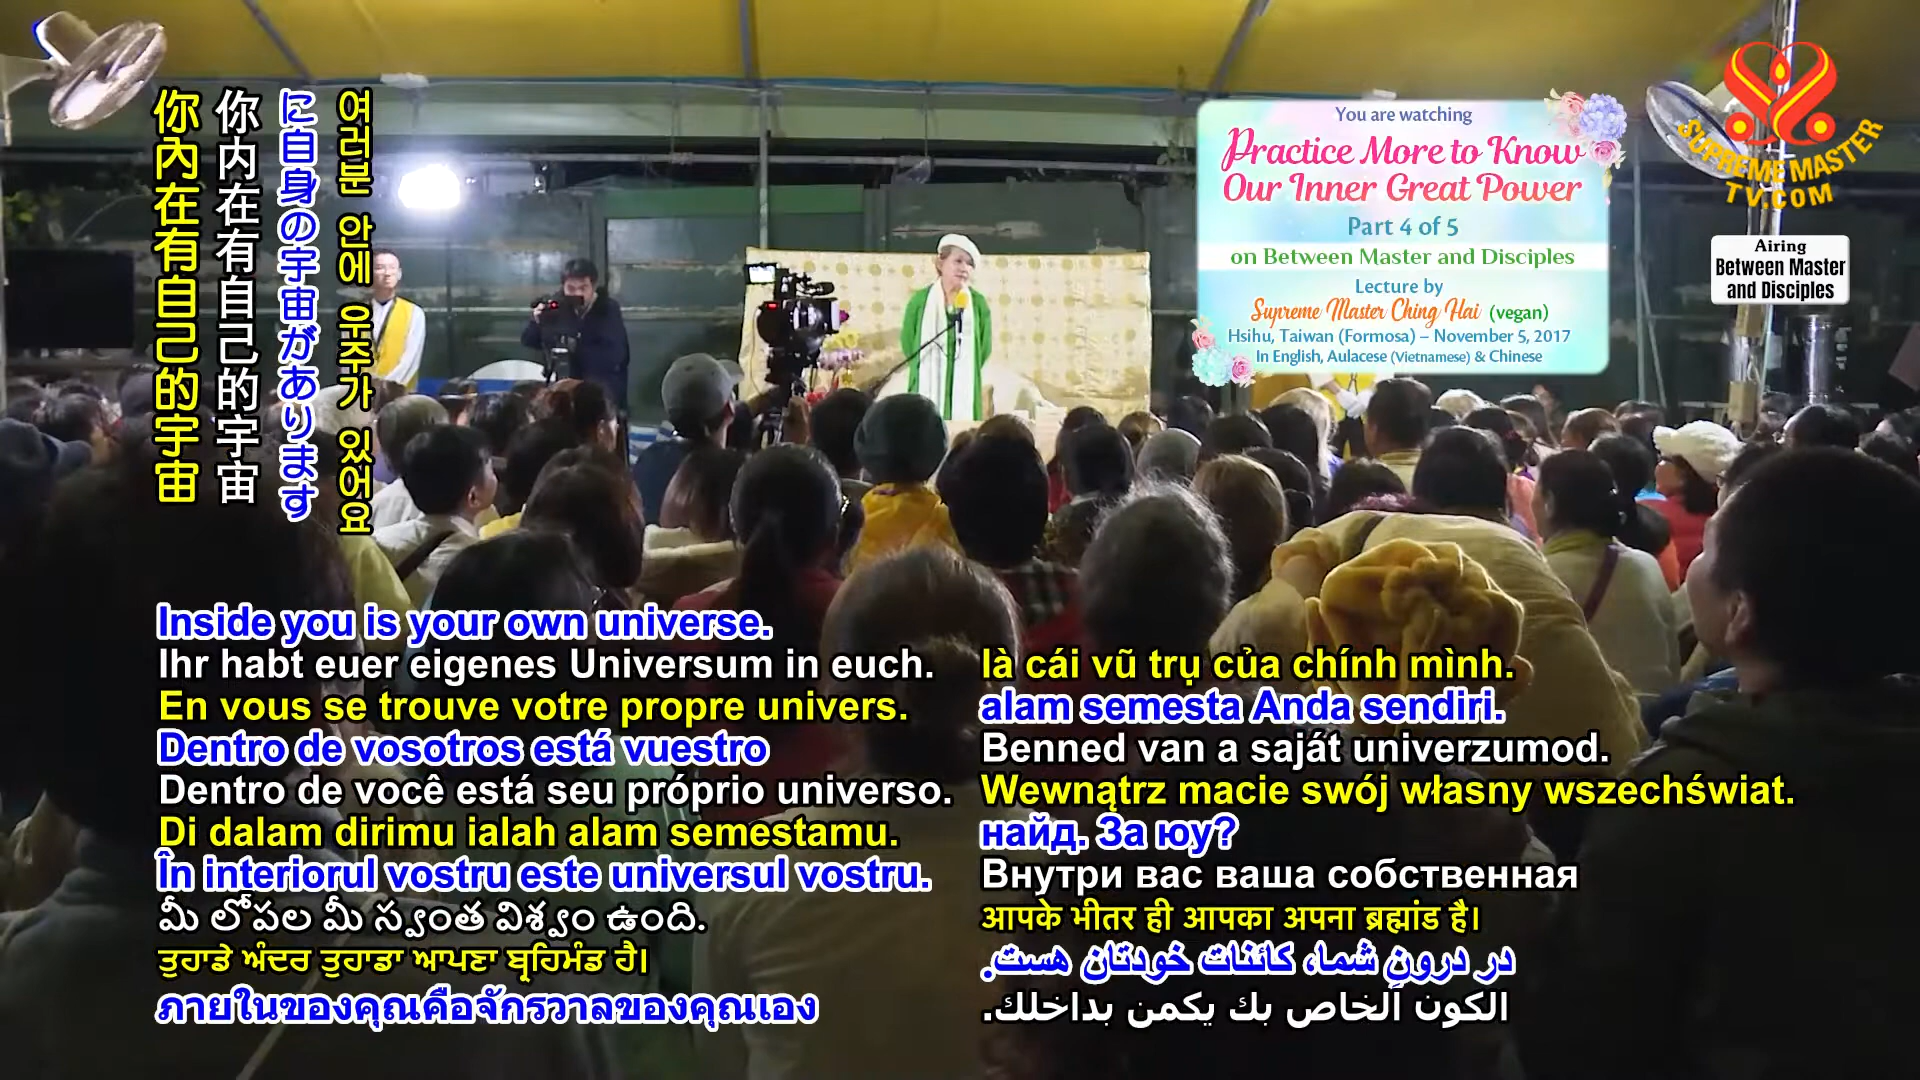 你內在有自己的宇宙
你内在有自己的宇宙
に自身の宇宙があります
여러분 안에 우주가 있어요
You are watching
Practice More to Know
Our Inner Great Power
Part 4 of 5
on Between Master and Disciples
Lecture by
Supreme Master Ching Hai (vegan)
Hsihu, Taiwan (Formosa) – November 5, 2017
In English, Aulacese (Vietnamese) & Chinese
SUPREME MASTER
TV.COM
Airing
Between Master
and Disciples
Inside you is your own universe.
Ihr habt euer eigenes Universum in euch.
En vous se trouve votre propre univers.
Dentro de vosotros está vuestro
Dentro de você está seu próprio universo.
Di dalam dirimu ialah alam semestamu.
În interiorul vostru este universul vostru.
మీ లోపల మీ స్వంత విశ్వం ఉంది.
ਤੁਹਾਡੇ ਅੰਦਰ ਤੁਹਾਡਾ ਆਪਣਾ ਬ੍ਰਹਿਮੰਡ ਹੈ।
ภายในของคุณคือจักรวาลของคุณเอง
là cái vũ trụ của chính mình.
alam semesta Anda sendiri.
Benned van a saját univerzumod.
Wewnątrz macie swój własny wszechświat.
найд. За юу?
Внутри вас ваша собственная
आपके भीतर ही आपका अपना ब्रह्मांड है।
در درونِ شما، کائنات خودتان هست.
الكون الخاص بك يكمن بداخلك.